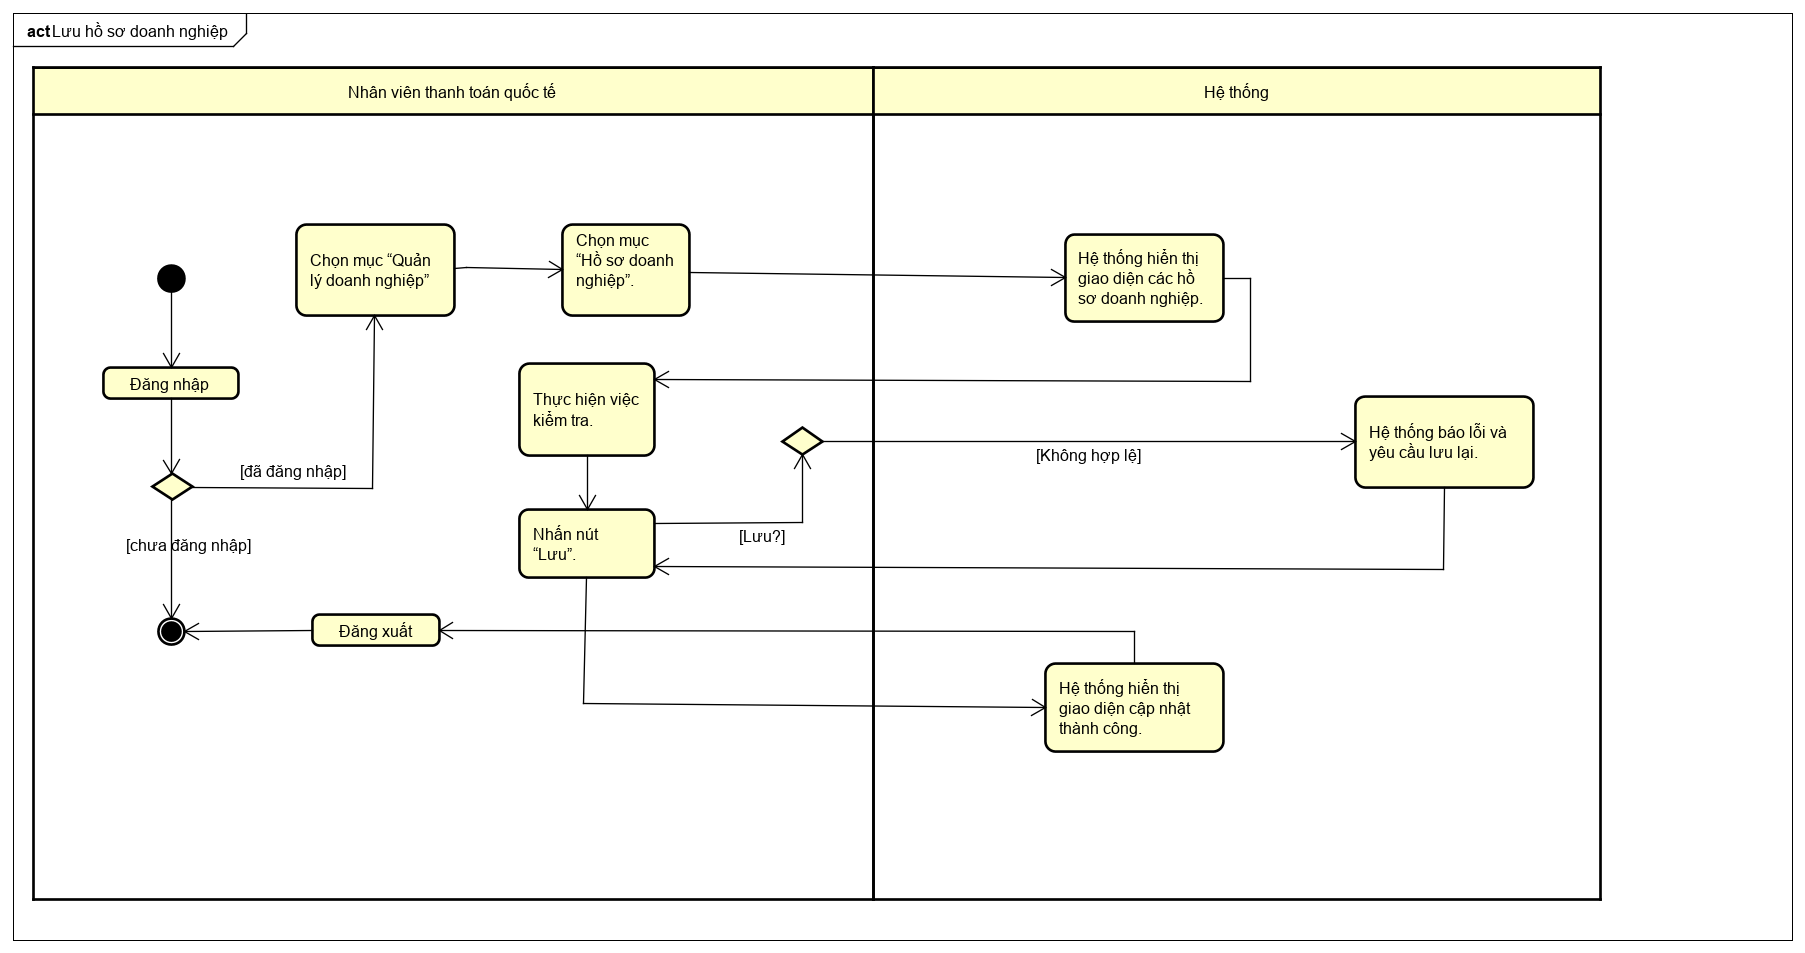 act Lưu hồ sơ doanh nghiệp
Nhân viên thanh toán quốc tế
Hệ thống
Chọn mục “Quản
lý doanh nghiệp”
Chọn mục
“Hồ sơ doanh
nghiệp”.
Hệ thống hiển thị
giao diện các hồ
sơ doanh nghiệp.
Đăng nhập
Thực hiện việc
kiểm tra.
Hệ thống báo lỗi và
yêu cầu lưu lại.
[Không hợp lệ]
[đã đăng nhập]
[chưa đăng nhập]
Nhấn nút
“Lưu”.
[Lưu?]
Đăng xuất
Hệ thống hiển thị
giao diện cập nhật
thành công.